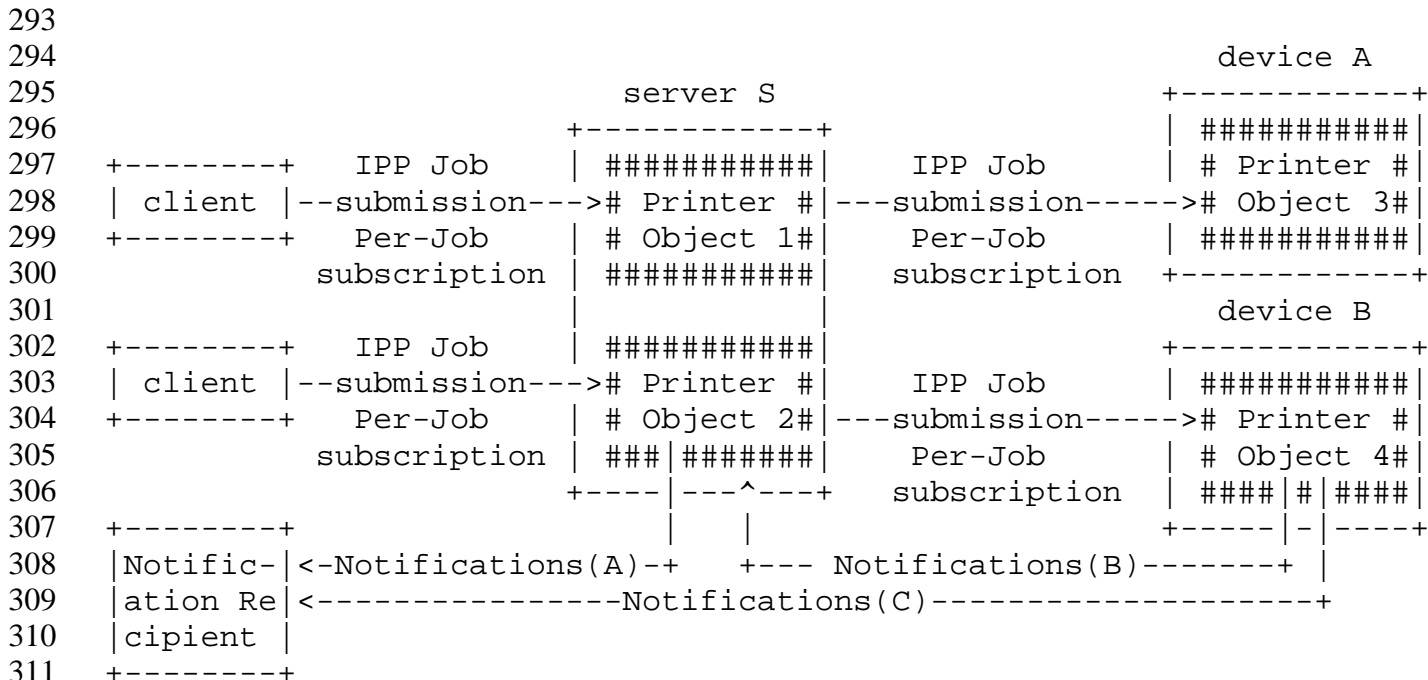 293
294                                                              device A
295                              server S                     +------------+
296                           +------------+                  | ###########|
297  +--------+   IPP Job     | ###########|    IPP Job       | # Printer #|
298  | client |--submission---># Printer #|---submission-----># Object 3#|
299  +--------+   Per-Job     | # Object 1#|    Per-Job       | ###########|
300             subscription  | ###########|   subscription   +------------+
301                           |            |                     device B
302  +--------+   IPP Job     | ###########|                  +------------+
303  | client |--submission---># Printer #|    IPP Job       | ###########|
304  +--------+   Per-Job     | # Object 2#|---submission-----># Printer #|
305             subscription  | ###|#######|    Per-Job       | # Object 4#|
306                           +----|---^---+   subscription   | ####|#|####|
307  +--------+                     |   |                      +-----|-|----+
308  |Notific-|<-Notifications(A)-+   +--- Notifications(B)-------+ |
309  |ation Re|<----------------Notifications(C)--------------------+
310  |cipient |
311  +--------+